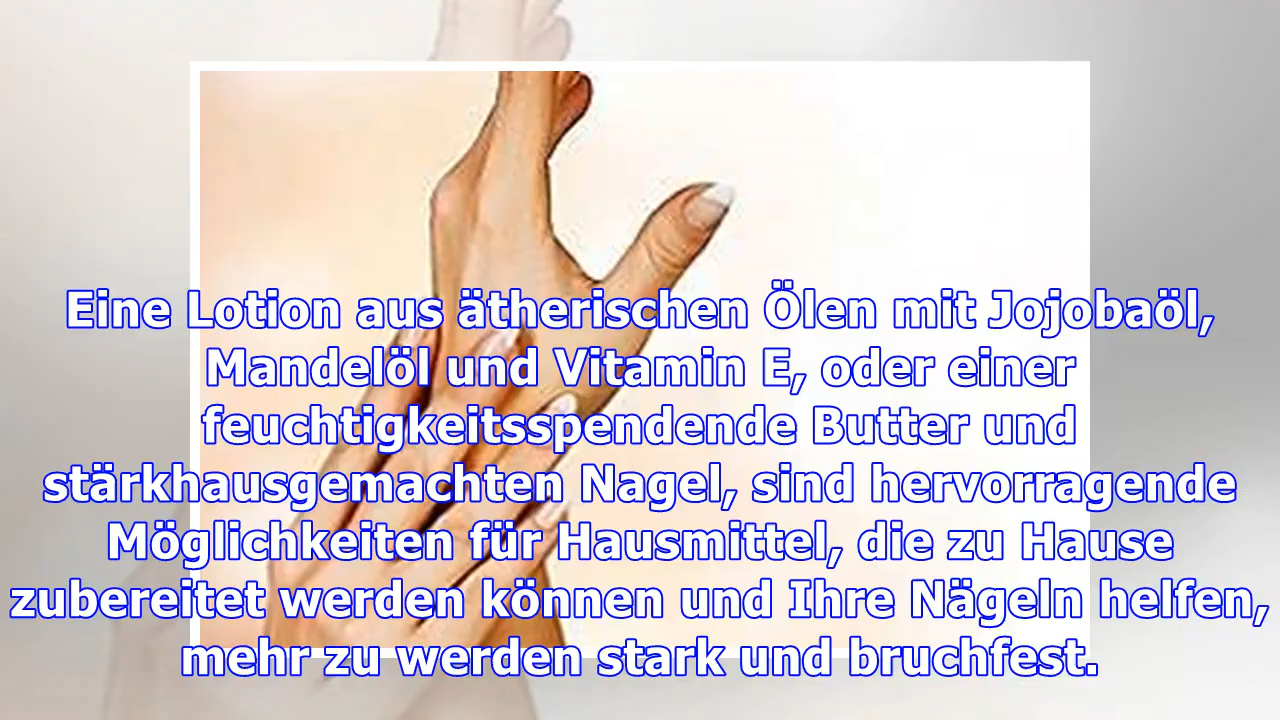 Eine Lotion aus ätherischen Ölen mit Jojobaöl,
Mandelöl und Vitamin E, oder einer
feuchtigkeitsspendende Butter und
stärkhausgemachten Nagel, sind hervorragende
Möglichkeiten für Hausmittel, die zu Hause
zubereitet werden können und Ihre Nägeln helfen,
mehr zu werden stark und bruchfest.